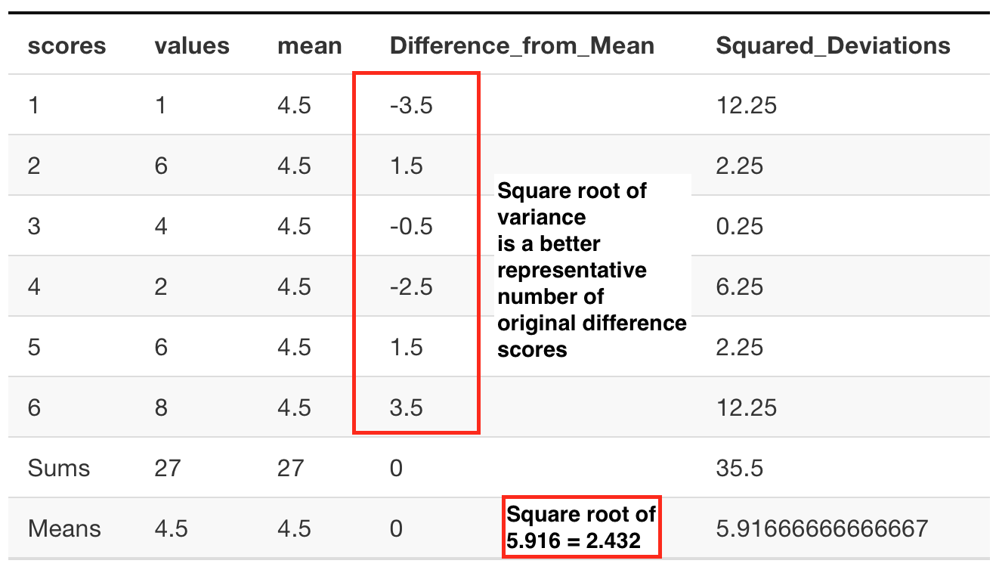 scores values mean Difference_from_Mean Squared_Deviations
1 1 4.5 -3.5 12.25
2 6 4.5 1.5 2.25
3 4 4.5 -0.5 0.25
4 2 4.5 -2.5 6.25
5 6 4.5 1.5 2.25
6 8 4.5 3.5 12.25
Sums 27 27 0 35.5
Means 4.5 4.5 0 5.91666666666667
Square root of
variance
is a better
representative
number of
original difference
scores
Square root of
5.916 = 2.432